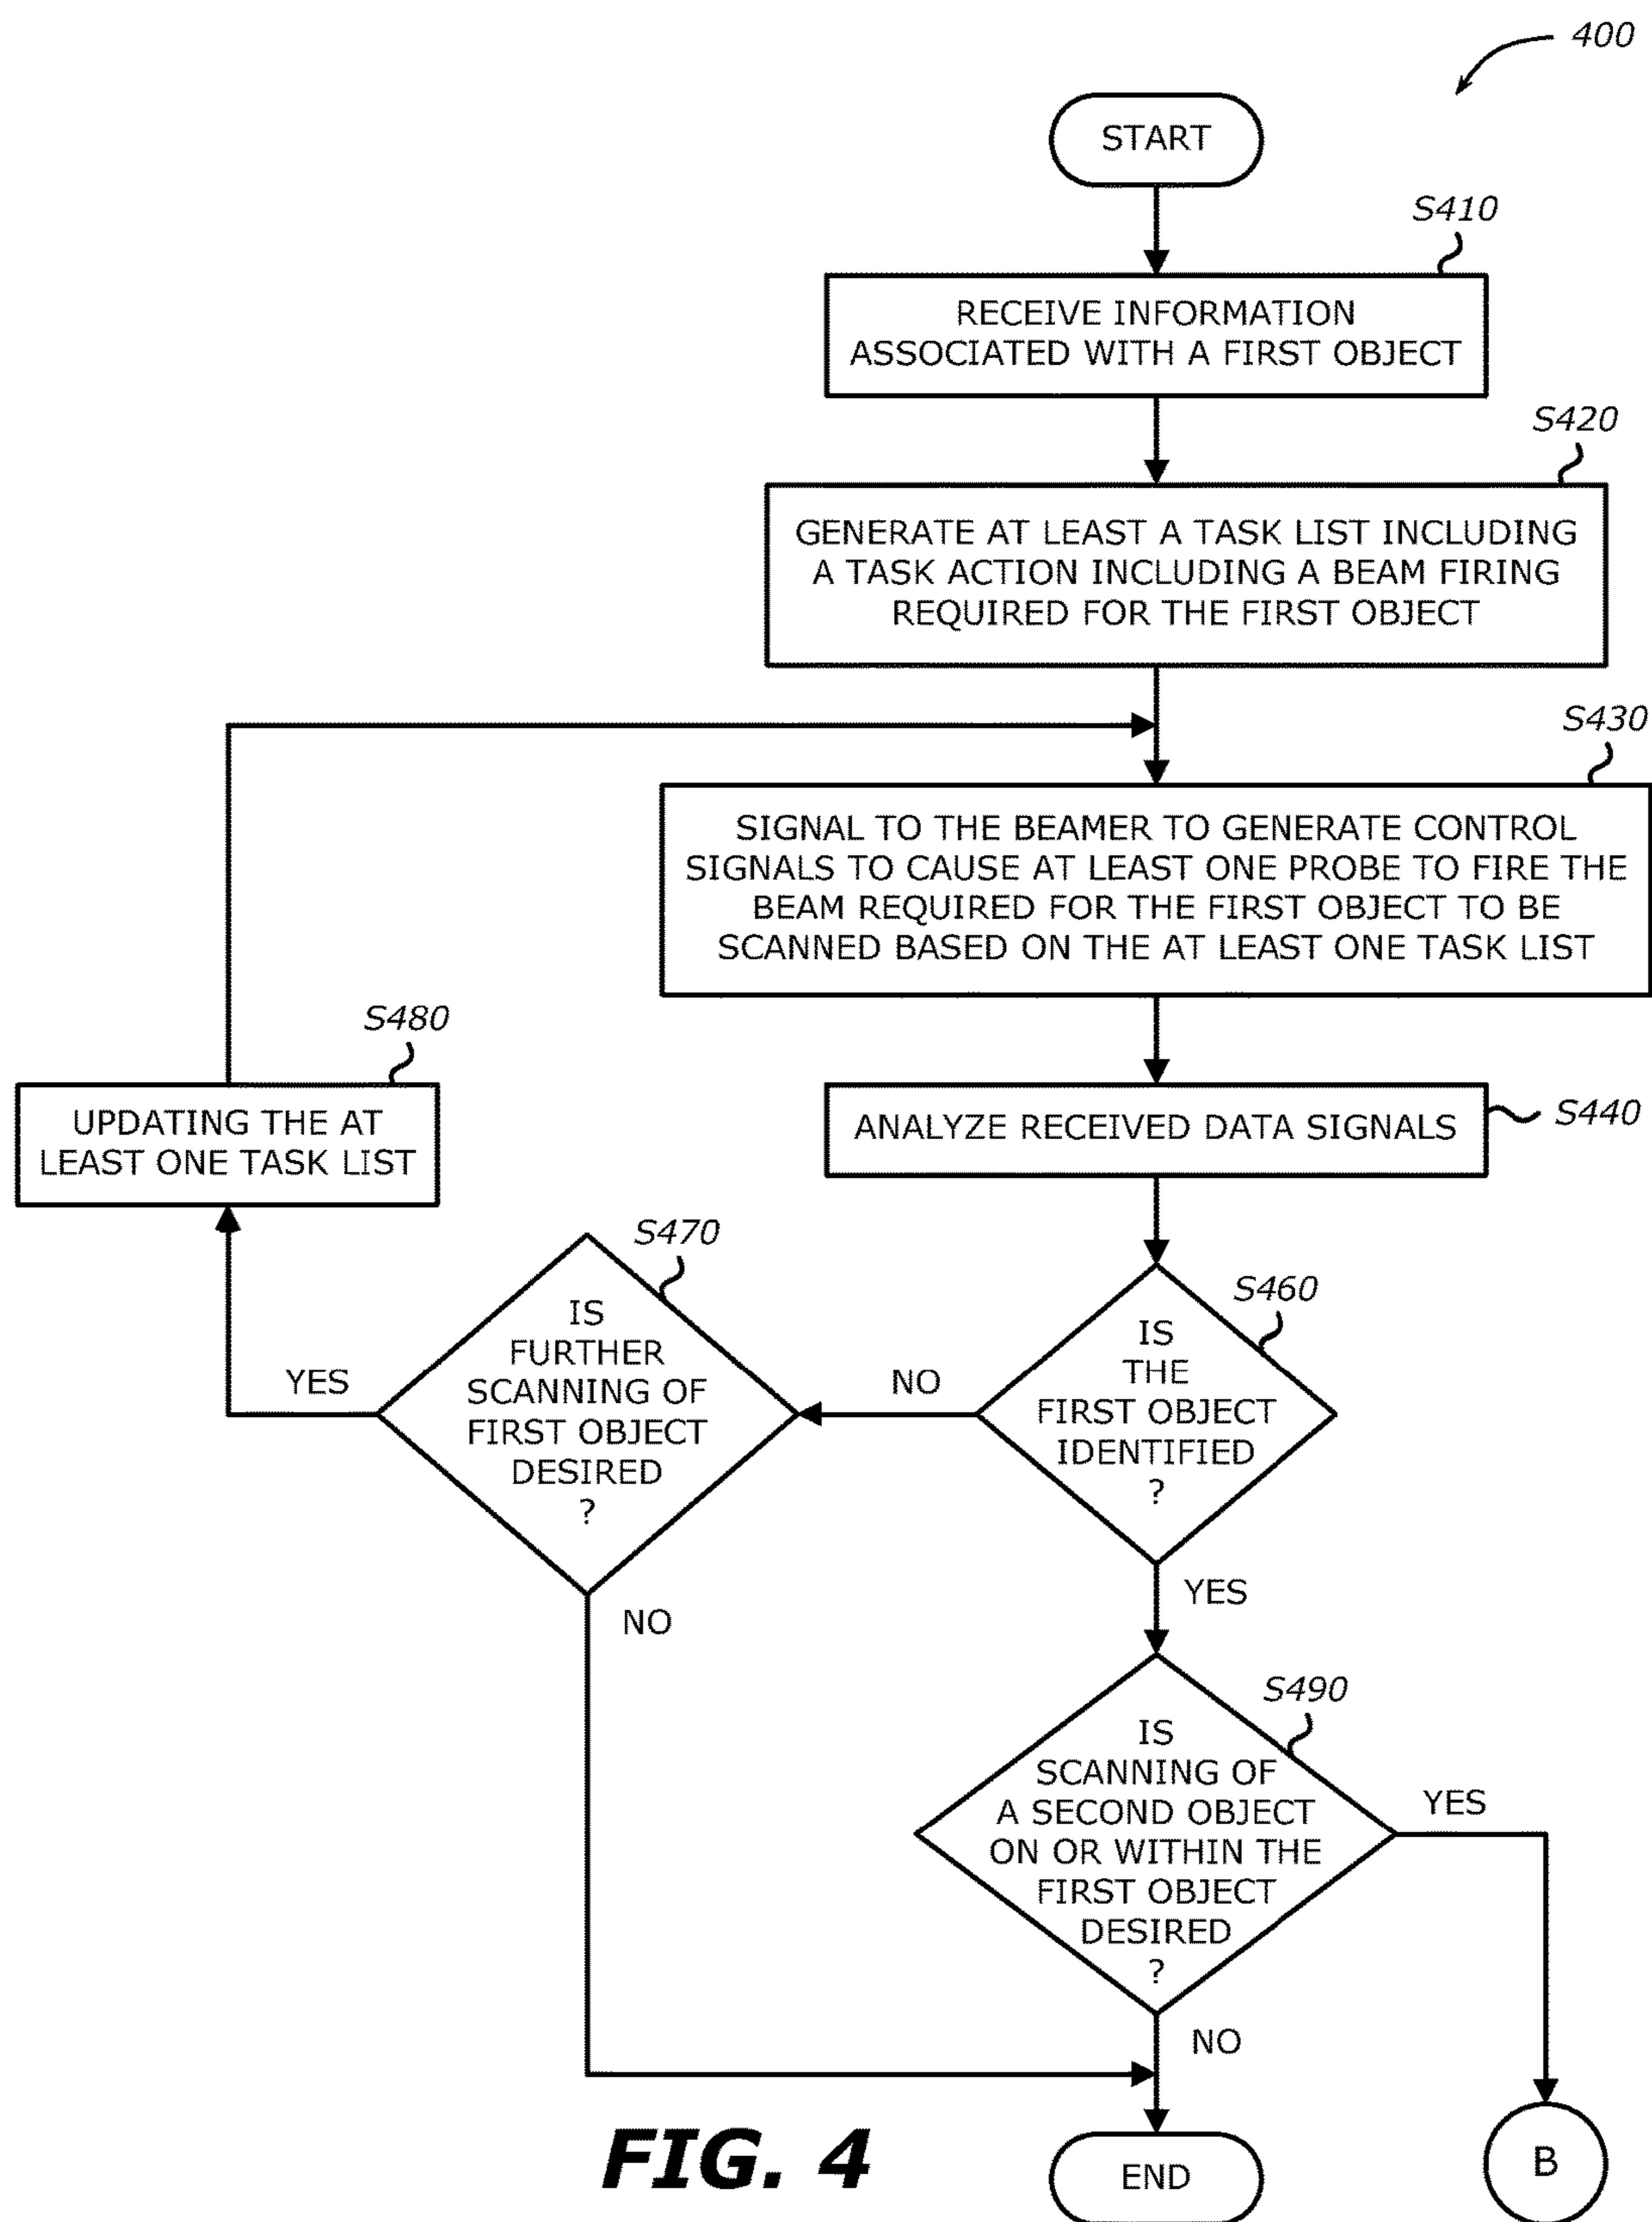 400
START
S410
RECEIVE INFORMATION
ASSOCIATED WITH A FIRST OBJECT
S420
GENERATE AT LEAST A TASK LIST INCLUDING
A TASK ACTION INCLUDING A BEAM FIRING
REQUIRED FOR THE FIRST OBJECT
S430
SIGNAL TO THE BEAMER TO GENERATE CONTROL
SIGNALS TO CAUSE AT LEAST ONE PROBE TO FIRE THE
BEAM REQUIRED FOR THE FIRST OBJECT TO BE
SCANNED BASED ON THE AT LEAST ONE TASK LIST
S480
UPDATING THE AT
LEAST ONE TASK LIST
ANALYZE RECEIVED DATA SIGNALS
S440
S470
IS
FURTHER
SCANNING OF
FIRST OBJECT
DESIRED
?
YES
NO
S460
IS
THE
FIRST OBJECT
IDENTIFIED
?
NO
YES
S490
IS
SCANNING OF
A SECOND OBJECT
ON OR WITHIN THE
FIRST OBJECT
DESIRED
?
YES
NO
FIG. 4
END
B